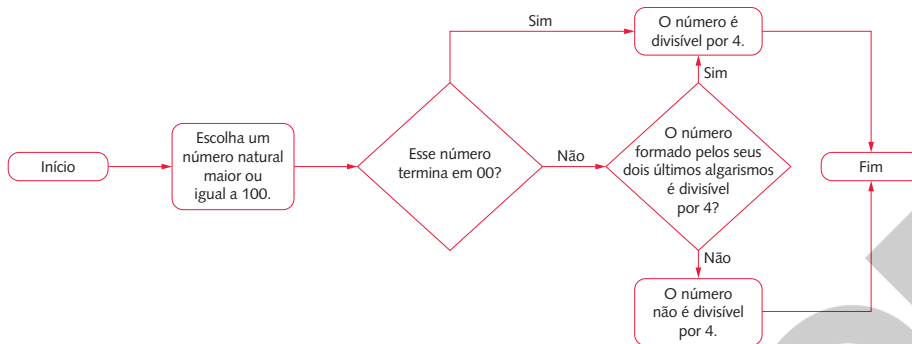 Início
Escolha um
número natural
maior ou
igual a 100.
Esse número
termina em 00?
Sim
Não
O número é
divisível por 4.
Sim
O número
formado pelos seus
dois últimos algarismos
é divisível
por 4?
Não
O número
não é divisível
por 4.
Fim